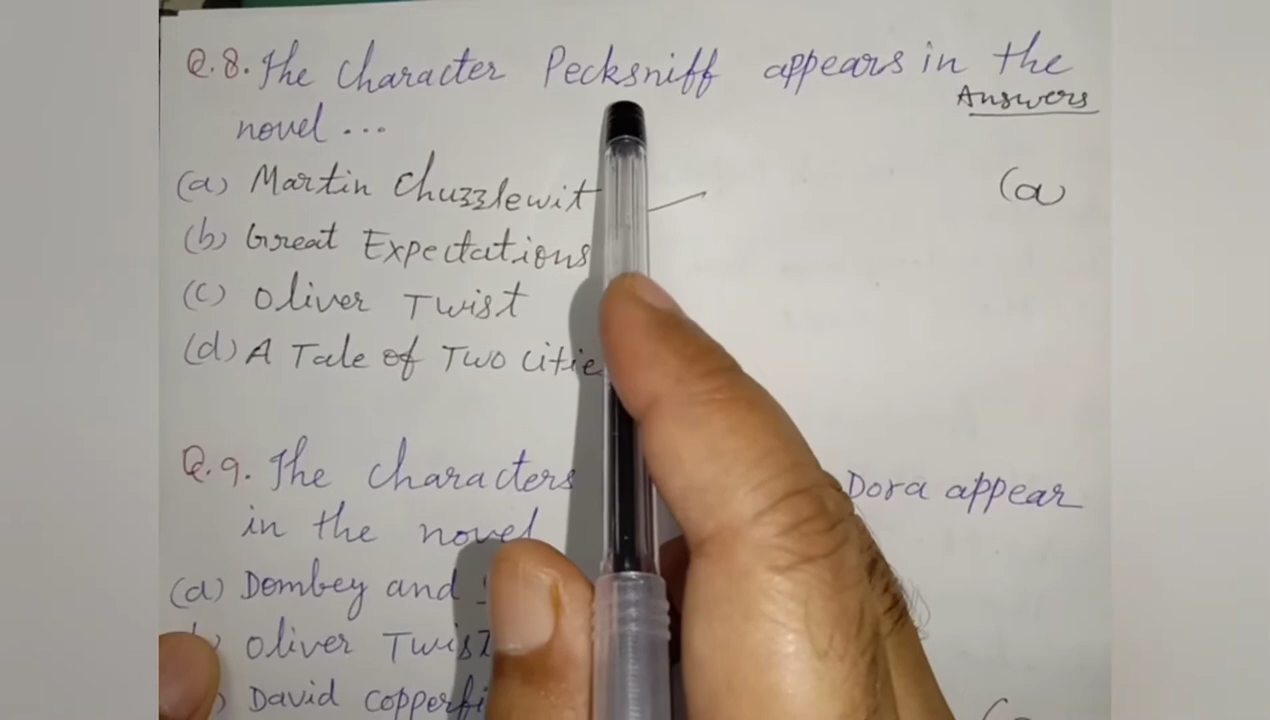 Q.8. The Character Pecksniff appears in the
Answers
novel ...
(a) Martin Chuzzlewit
(a)
(b) Great Expectations
(c) Oliver Twist
(d) A Tale of Two Citie
Q.9. The Characters Dora appear
in the novel
(a) Dombey and
Oliver Twist
) David Copperfi